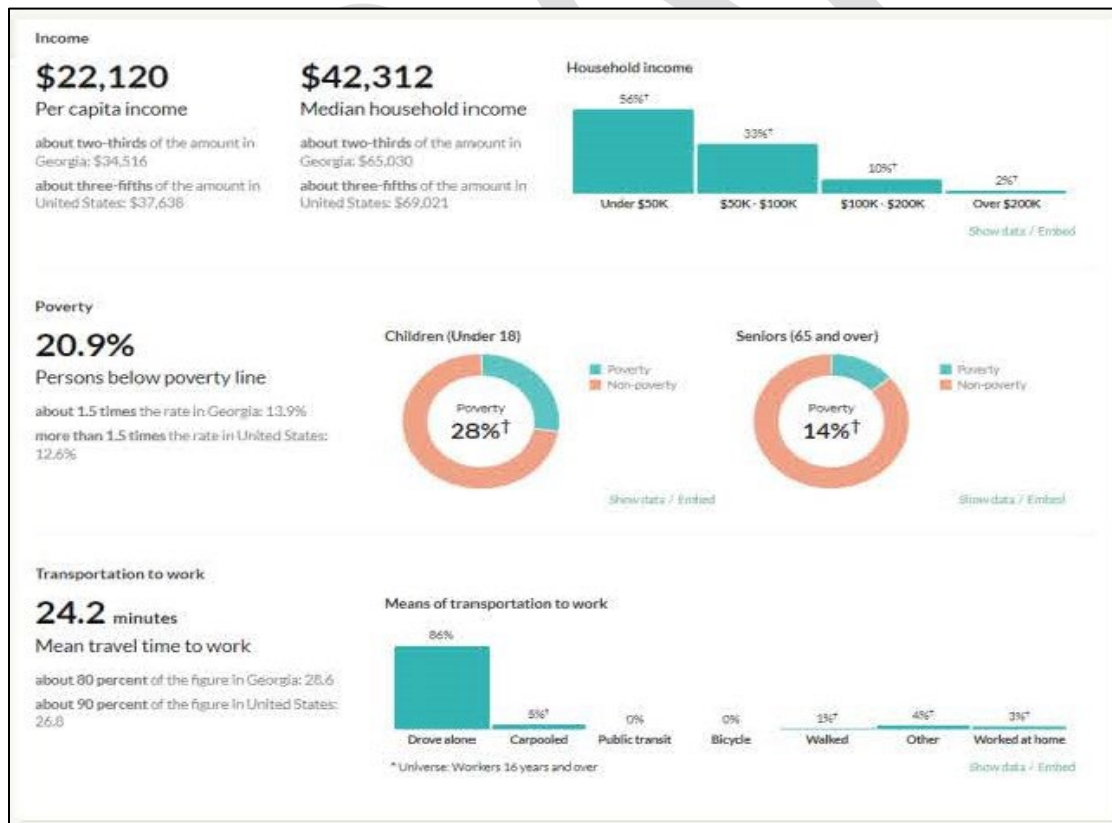 Income
$22,120
Per capita income
about two-thirds of the amount in
Georgia: $34,516
about three-fifths of the amount in
United States: $37,638
$42,312
Median household income
about two-thirds of the amount in
Georgia: $65,030
about three-fifths of the amount in
United States: $69,021
Household income
56%† 33%† 10%† 2%†
Under $50K $50K - $100K $100K - $200K Over $200K
Show data / Embed
Poverty
20.9%
Persons below poverty line
about 1.5 times the rate in Georgia: 13.9%
more than 1.5 times the rate in United States:
12.6%
Children (Under 18)
Poverty
28%†
Poverty
Non-poverty
Show data / Embed
Seniors (65 and over)
Poverty
14%†
Poverty
Non-poverty
Show data / Embed
Transportation to work
24.2 minutes
Mean travel time to work
about 80 percent of the figure in Georgia: 28.6
about 90 percent of the figure in United States:
26.8
Means of transportation to work
86% 5%† 0% 0% 1%† 4%† 3%†
Drove alone Carpooled Public transit Bicycle Walked Other Worked at home
* Universe: Workers 16 years and over
Show data / Embed